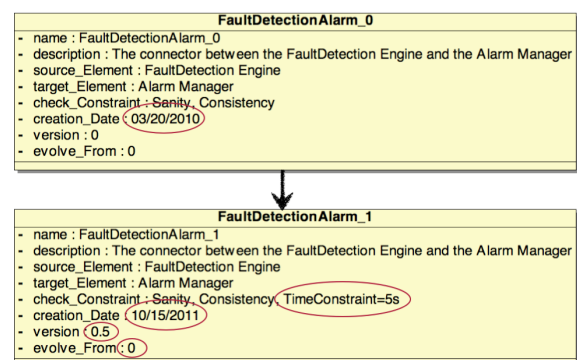 FaultDetectionAlarm_0
- name : FaultDetectionAlarm_0
- description : The connector between the FaultDetection Engine and the Alarm Manager
- source_Element : FaultDetection Engine
- target_Element : Alarm Manager
- check_Constraint : Sanity, Consistency
- creation_Date : 03/20/2010
- version : 0
- evolve_From : 0
FaultDetectionAlarm_1
- name : FaultDetectionAlarm_1
- description : The connector between the FaultDetection Engine and the Alarm Manager
- source_Element : FaultDetection Engine
- target_Element : Alarm Manager
- check_Constraint : Sanity, Consistency, TimeConstraint=5s
- creation_Date : 10/15/2011
- version : 0.5
- evolve_From : 0